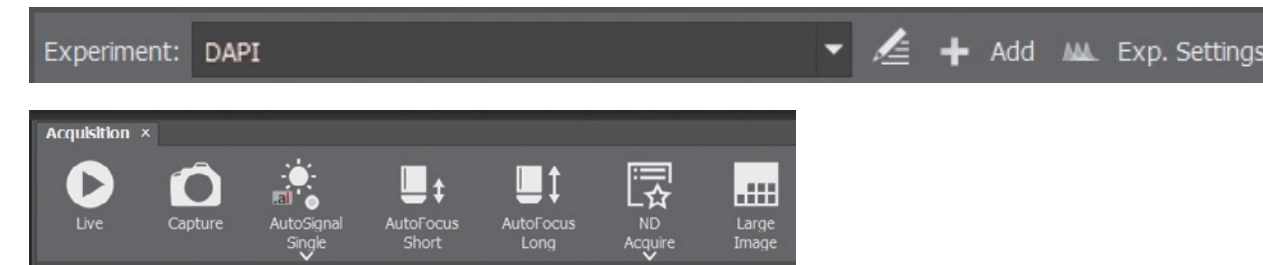 Experiment: DAPI Add Exp. Settings
Acquisition ×
Live Capture AutoSignal AutoFocus AutoFocus ND Large
Single Short Long Acquire Image